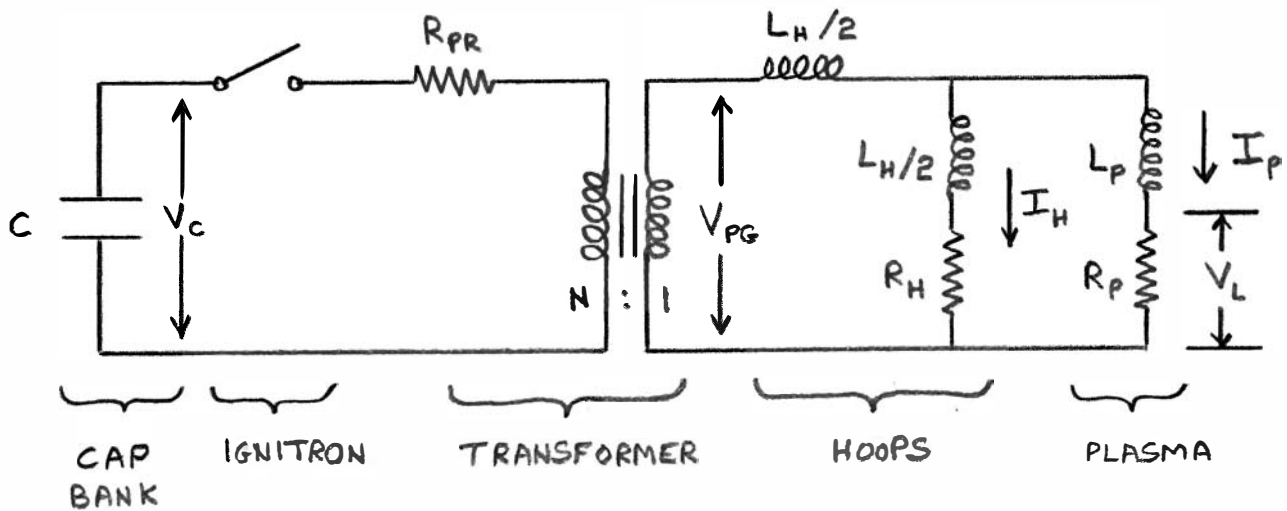 R_PR
L_H/2
C
V_C
N : 1
V_PG
L_H/2
I_H
R_H
L_P
I_P
R_P
V_L
CAP BANK
IGNITRON
TRANSFORMER
HOOPS
PLASMA